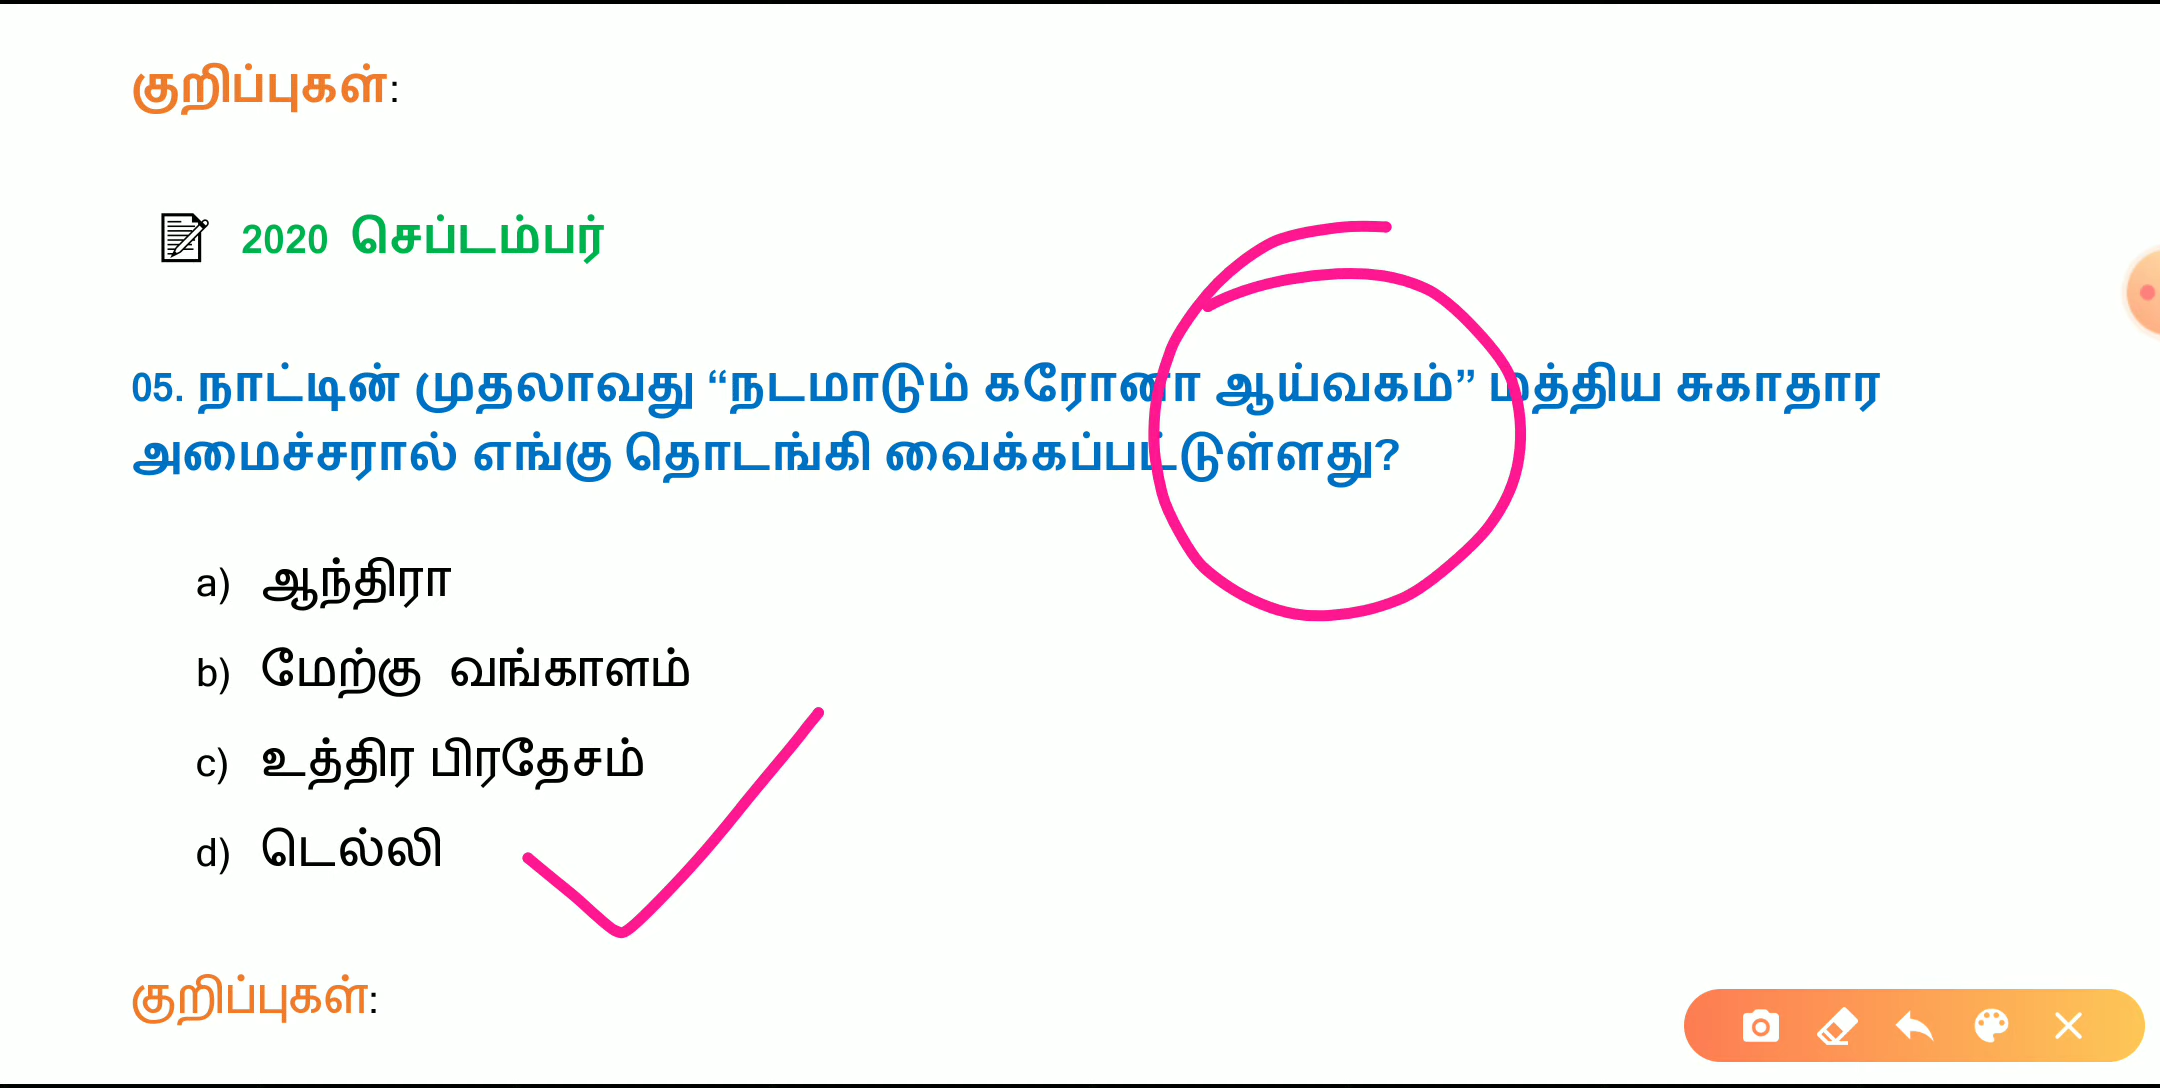 குறிப்புகள்:
2020 செப்டம்பர்
05. நாட்டின் முதலாவது “நடமாடும் கரோனா ஆய்வகம்” மத்திய சுகாதார
அமைச்சரால் எங்கு தொடங்கி வைக்கப்பட்டுள்ளது?
a) ஆந்திரா
b) மேற்கு வங்காளம்
c) உத்திர பிரதேசம்
d) டெல்லி
குறிப்புகள்: